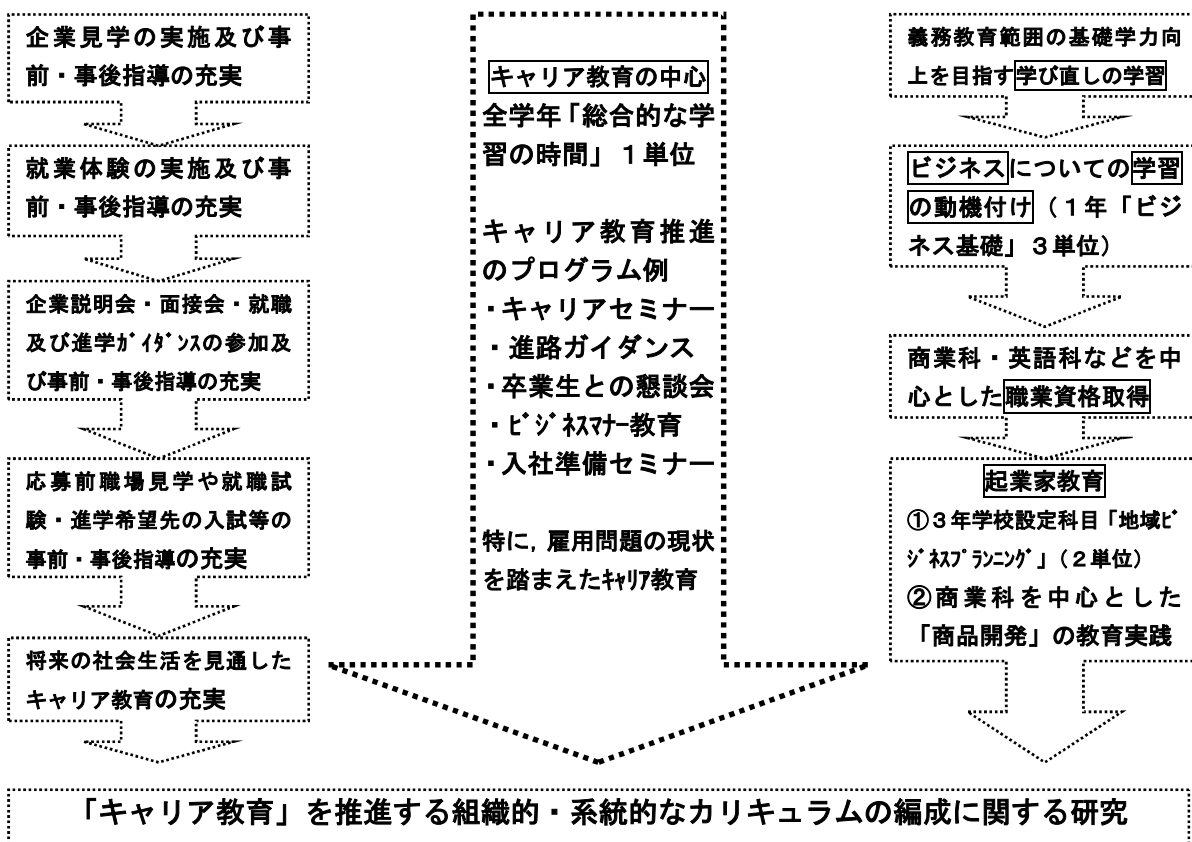 企業見学の実施及び事
前・事後指導の充実
就業体験の実施及び事
前・事後指導の充実
企業説明会・面接会・就職
及び進学ｶﾞｲﾀﾞﾝｽの参加及
び事前・事後指導の充実
応募前職場見学や就職試
験・進学希望先の入試等の
事前・事後指導の充実
将来の社会生活を見通した
キャリア教育の充実
キャリア教育の中心
全学年「総合的な学
習の時間」１単位
キャリア教育推進
のプログラム例
・キャリアセミナー
・進路ガイダンス
・卒業生との懇談会
・ﾋﾞｼﾞﾈｽﾏﾅｰ教育
・入社準備セミナー
特に，雇用問題の現状
を踏まえたｷｬﾘｱ教育
義務教育範囲の基礎学力向
上を目指す学び直しの学習
ビジネスについての学習
の動機付け（１年「ビジ
ネス基礎」３単位）
商業科・英語科などを中
心とした職業資格取得
起業家教育
①３年学校設定科目「地域ﾋﾞ
ｼﾞﾈｽﾌﾟﾗﾝﾆﾝｸﾞ」（２単位）
②商業科を中心とした
「商品開発」の教育実践
「キャリア教育」を推進する組織的・系統的なカリキュラムの編成に関する研究